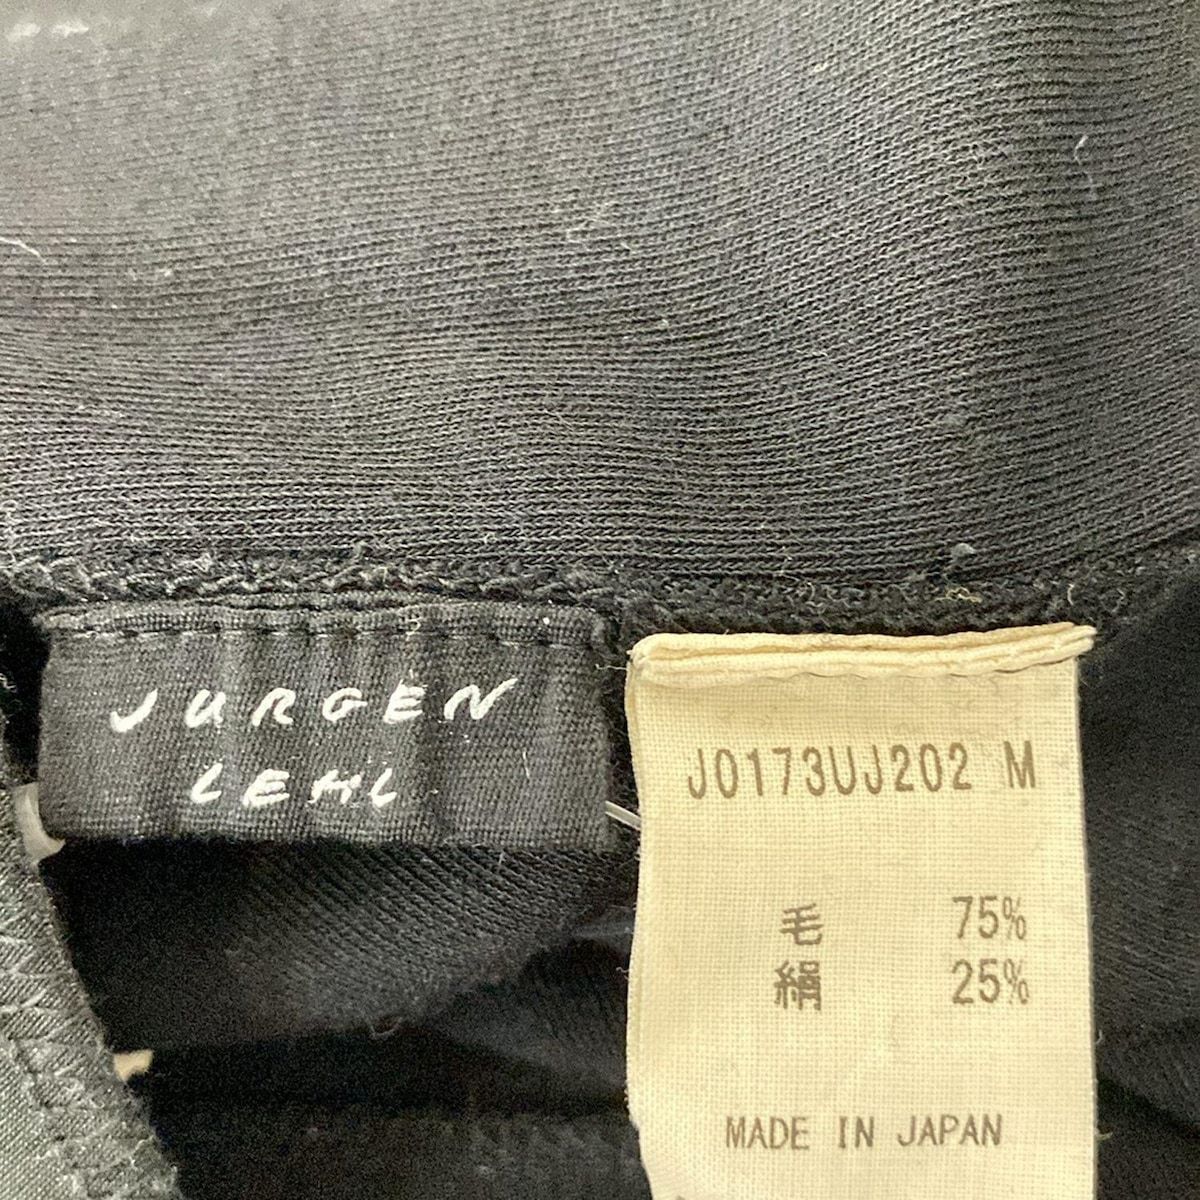 JURGEN
LEHL
J0173UJ202 M
毛 75%
絹 25%
MADE IN JAPAN